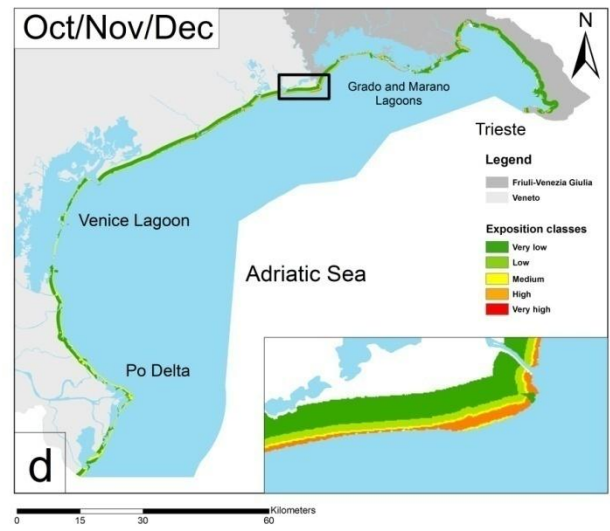 Oct/Nov/Dec
N
Grado and Marano
Lagoons
Trieste
Legend
Friuli-Venezia Giulia
Veneto
Exposition classes
Very low
Low
Medium
High
Very high
Venice Lagoon
Adriatic Sea
Po Delta
d
Kilometers
0 15 30 60